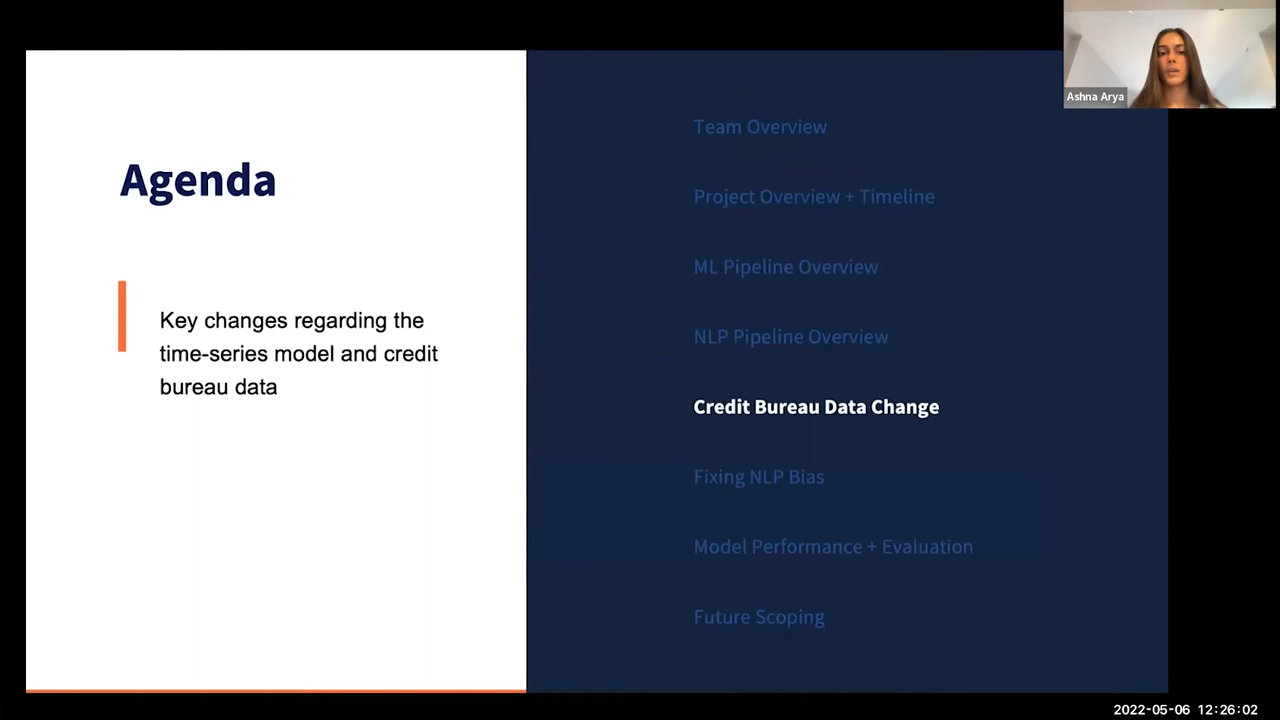 Ashna Arya
Agenda
Key changes regarding the
time-series model and credit
bureau data
Team Overview
Project Overview + Timeline
ML Pipeline Overview
NLP Pipeline Overview
Credit Bureau Data Change
Fixing NLP Bias
Model Performance + Evaluation
Future Scoping
2022-05-06 12:26:02